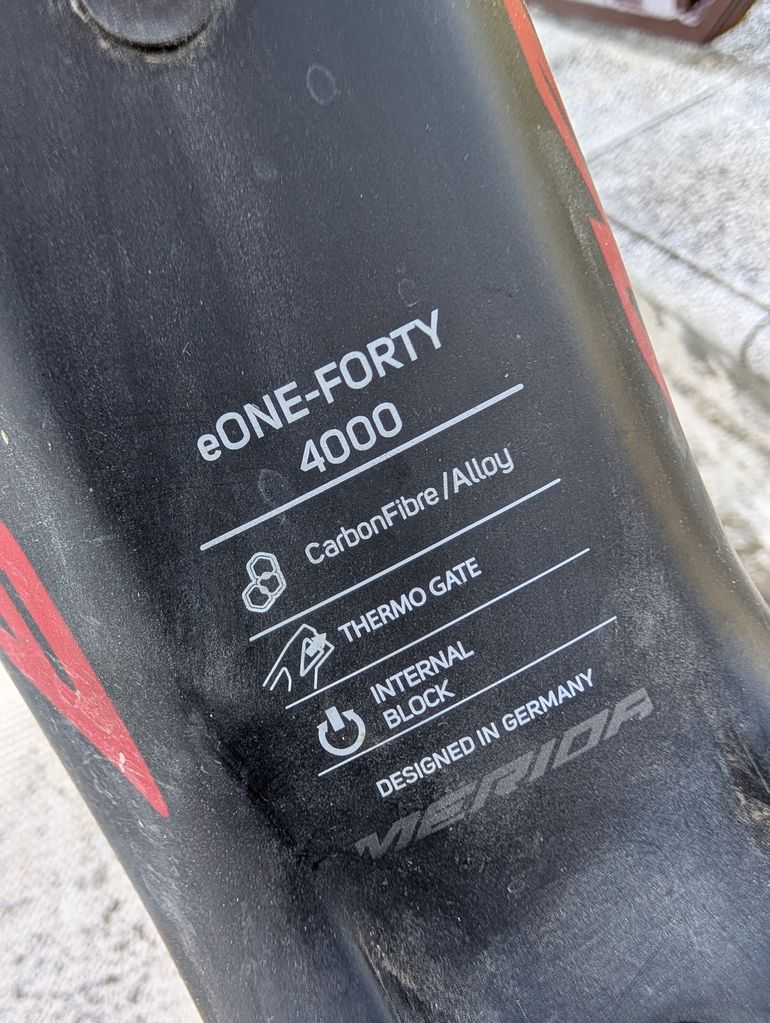 eONE-FORTY
4000
CarbonFibre/Alloy
THERMO GATE
INTERNAL
BLOCK
DESIGNED IN GERMANY
MERIDA